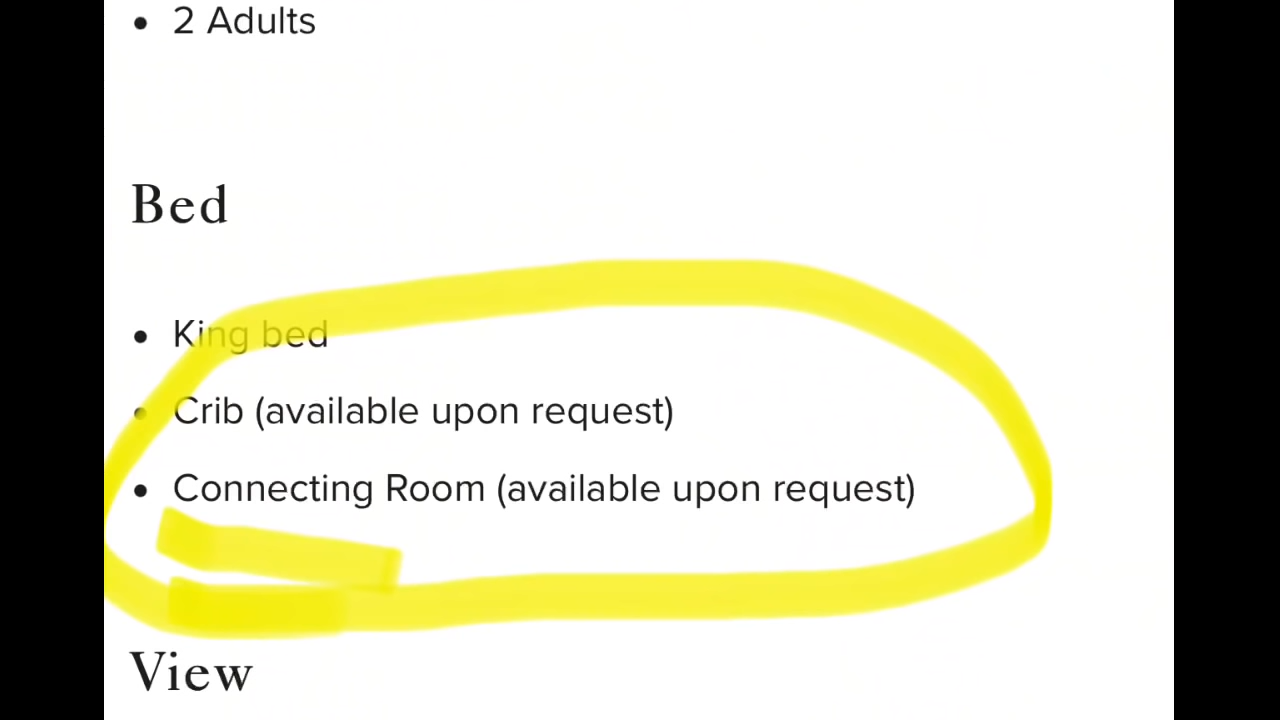 • 2 Adults
Bed
• King bed
• Crib (available upon request)
• Connecting Room (available upon request)
View